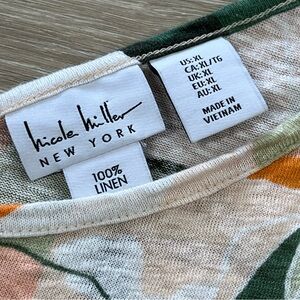 nicole miller
NEW YORK
100%
LINEN
US:XL
CA:XL/TG
UK:XL
EU:XL
AU:XL
MADE IN
VIETNAM